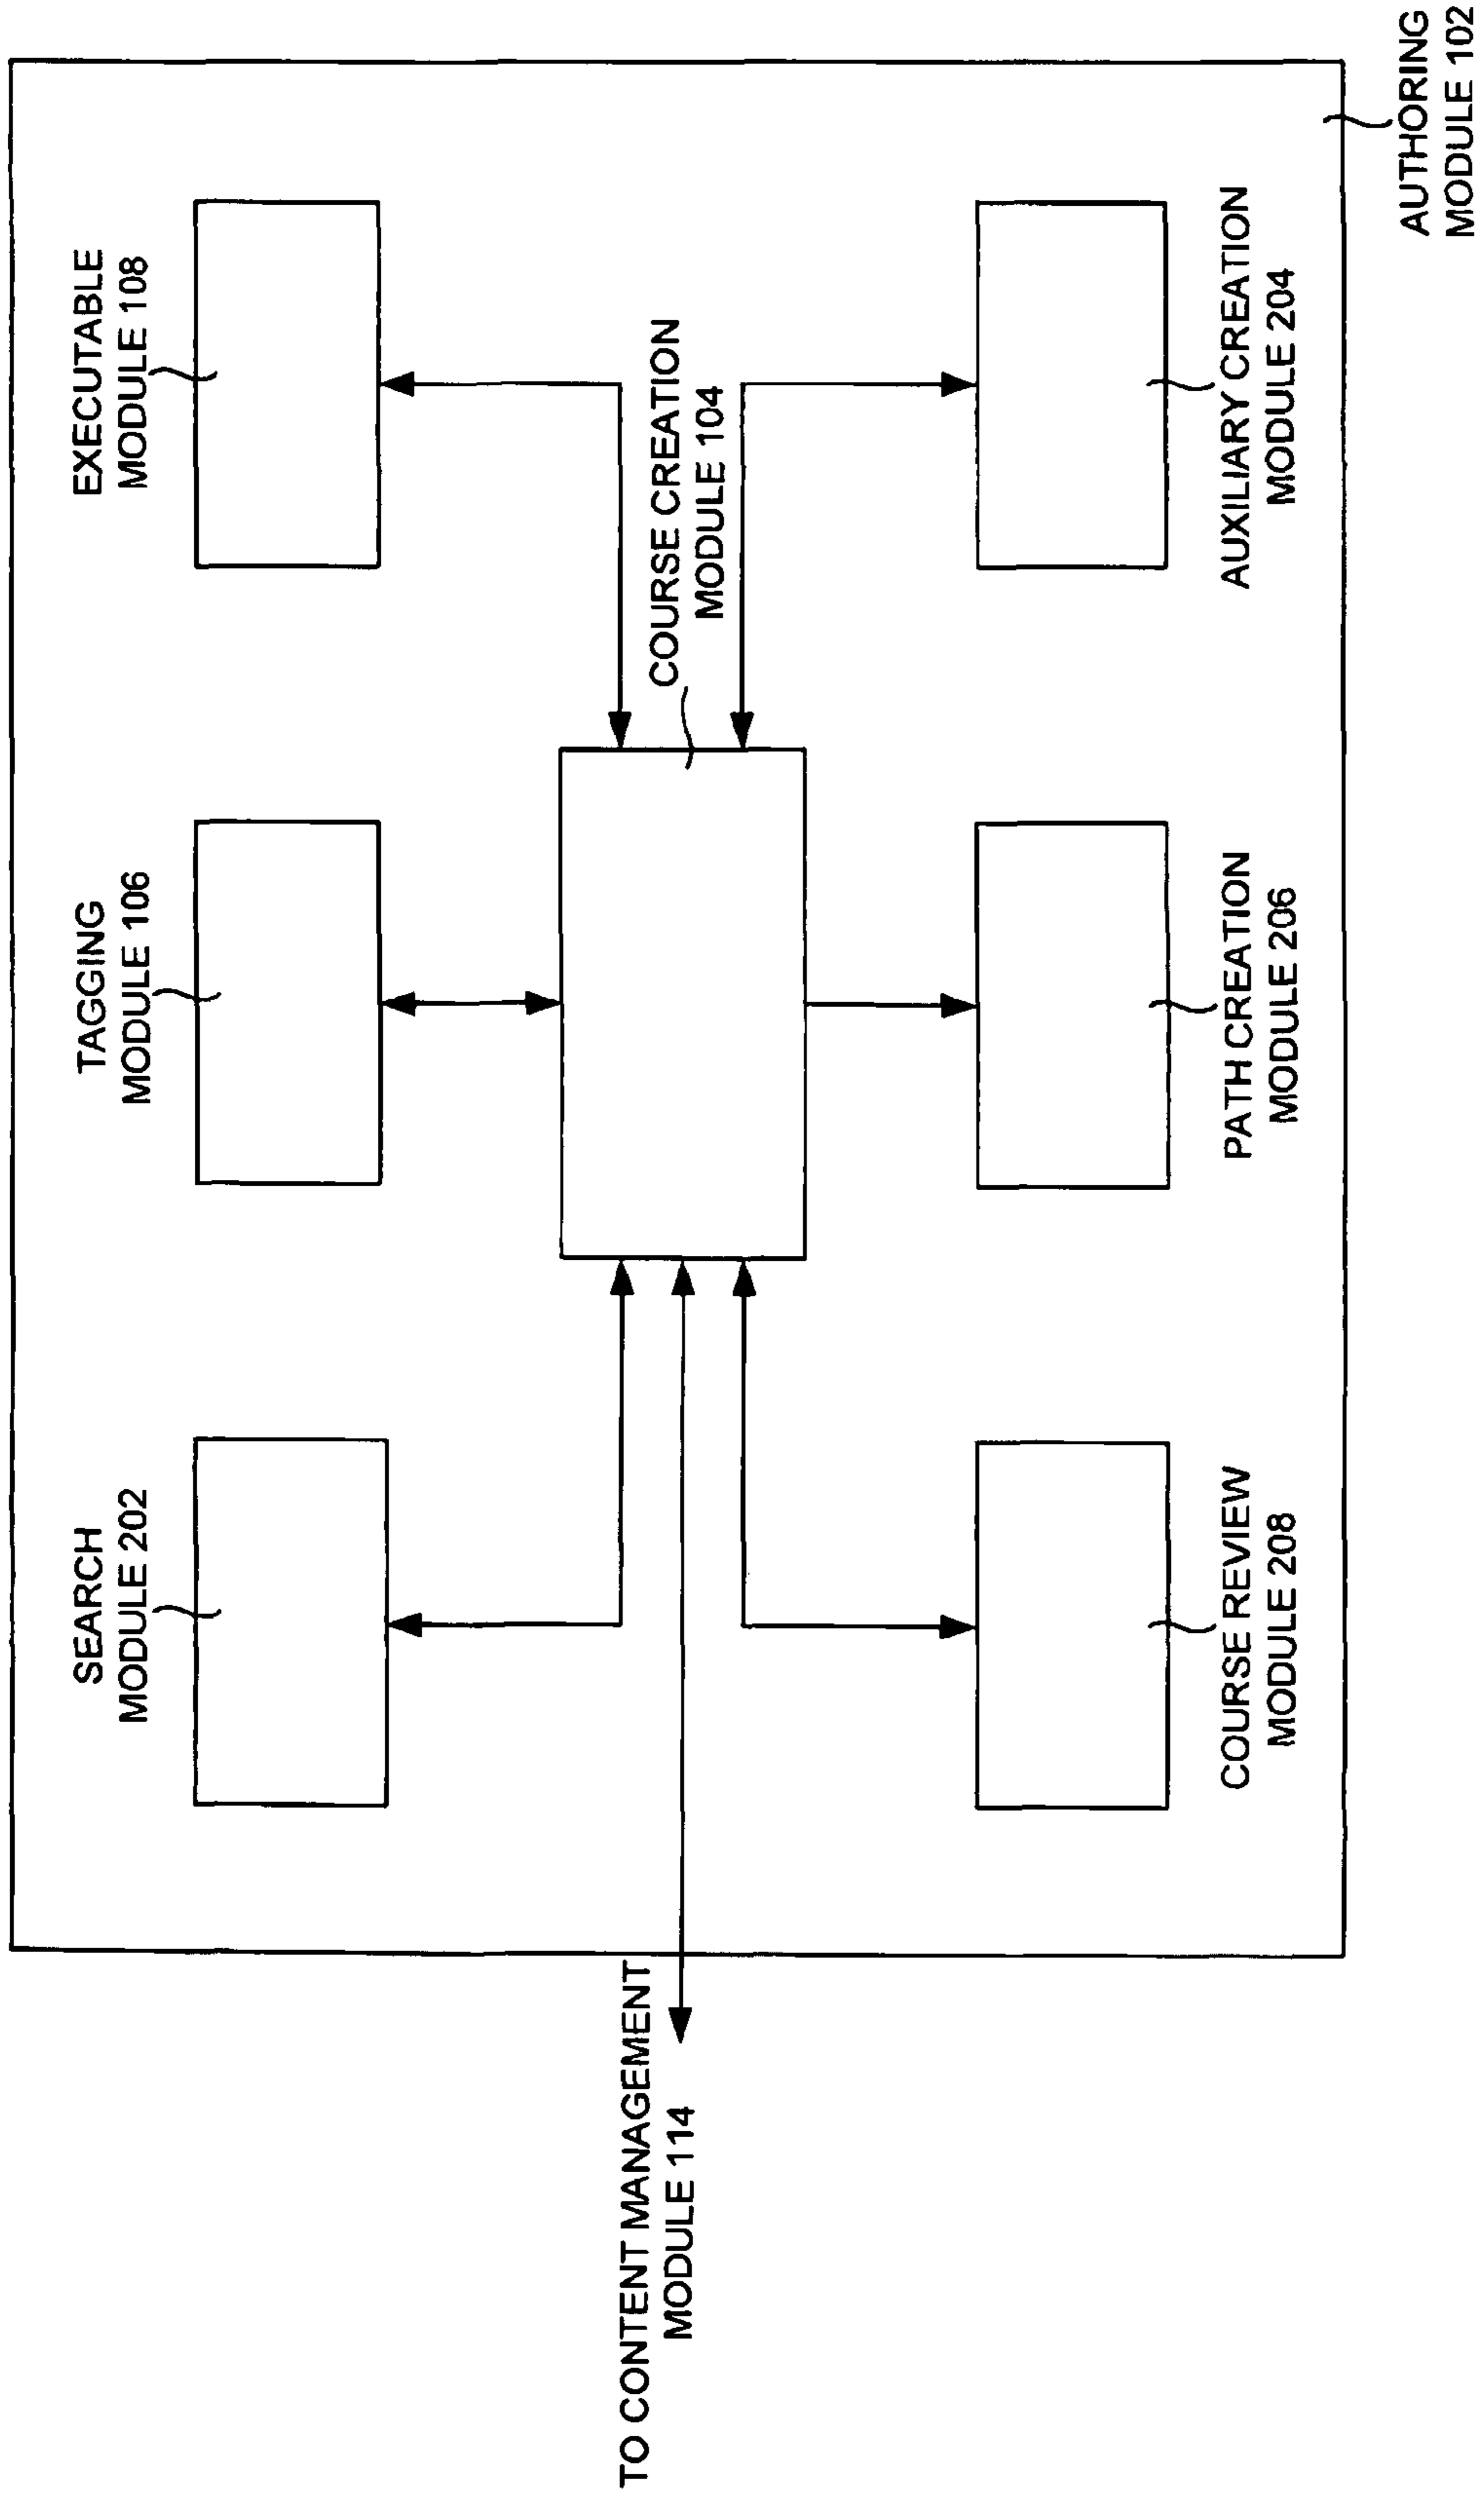 SEARCH
MODULE 202
TAGGING
MODULE 106
EXECUTABLE
MODULE 108
TO CONTENT MANAGEMENT
MODULE 114
COURSE CREATION
MODULE 104
COURSE REVIEW
MODULE 208
PATH CREATION
MODULE 206
AUXILIARY CREATION
MODULE 204
AUTHORING
MODULE 102